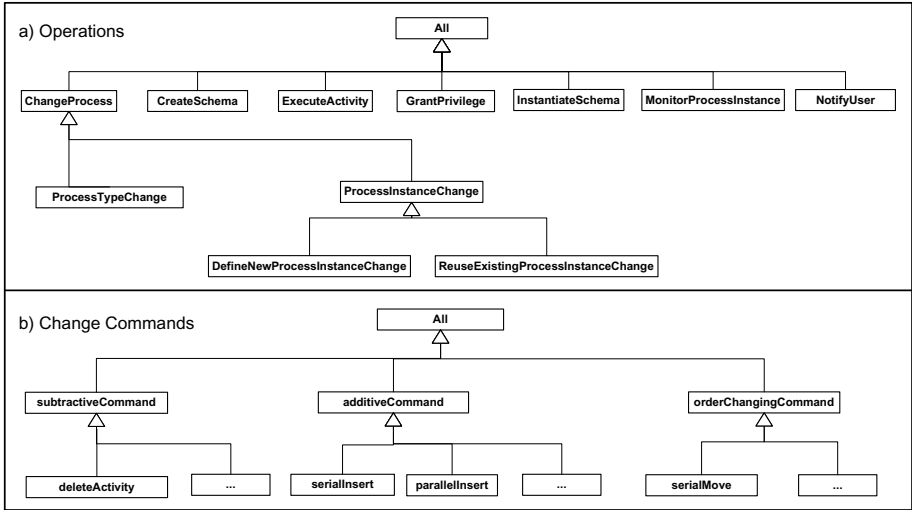 a) Operations
All
ChangeProcess
CreateSchema
ExecuteActivity
GrantPrivilege
InstantiateSchema
MonitorProcessInstance
NotifyUser
ProcessTypeChange
ProcessInstanceChange
DefineNewProcessInstanceChange
ReuseExistingProcessInstanceChange
b) Change Commands
All
subtractiveCommand
additiveCommand
orderChangingCommand
deleteActivity
...
serialInsert
parallelInsert
...
serialMove
...